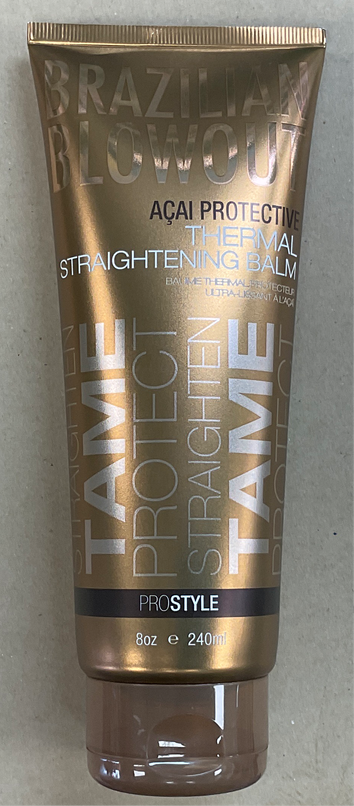 BRAZILIAN
BLOWOUT
AÇAI PROTECTIVE
THERMAL
STRAIGHTENING BALM
BAUME THERMAL PROTECTEUR
ULTRA-LISSANT À L'AÇAI
STRAIGHTEN
TAME
PROTECT
STRAIGHTEN
TAME
PROTECT
PROSTYLE
8oz ℮ 240ml